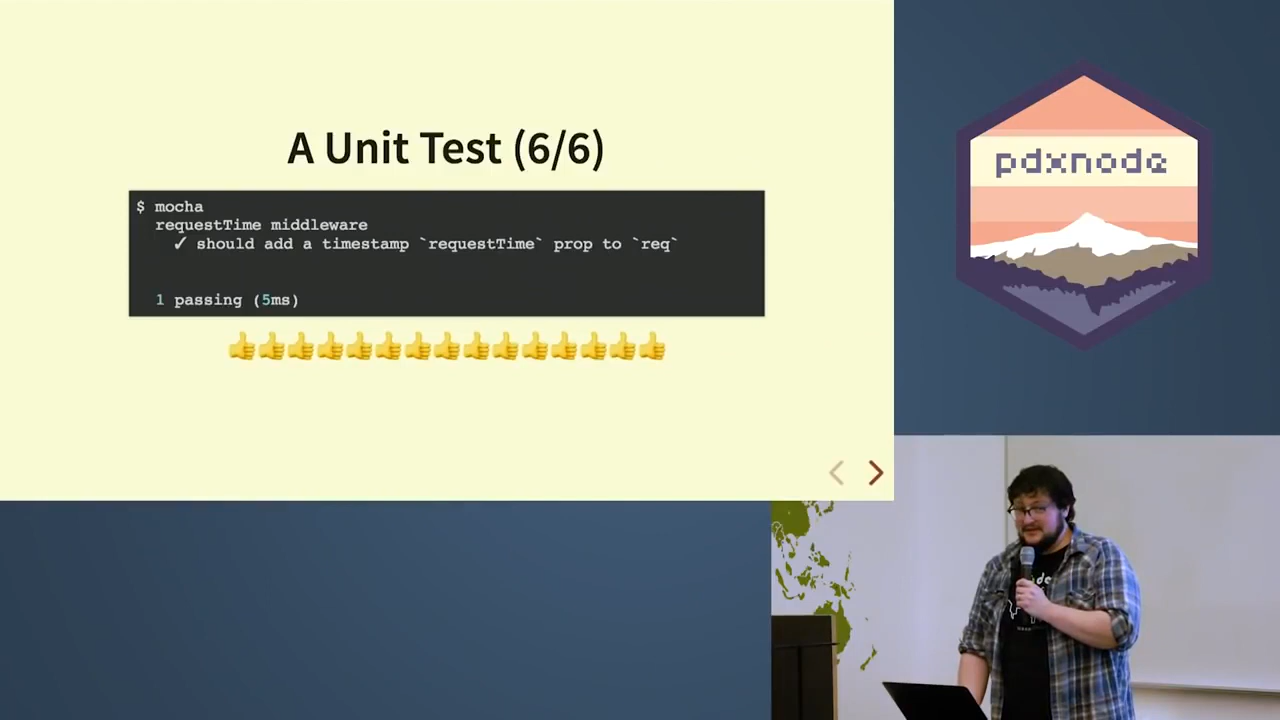 A Unit Test (6/6)
$ mocha
requestTime middleware
✓ should add a timestamp `requestTime` prop to `req`
1 passing (5ms)
👍👍👍👍👍👍👍👍👍👍👍👍👍👍👍
pdxnode